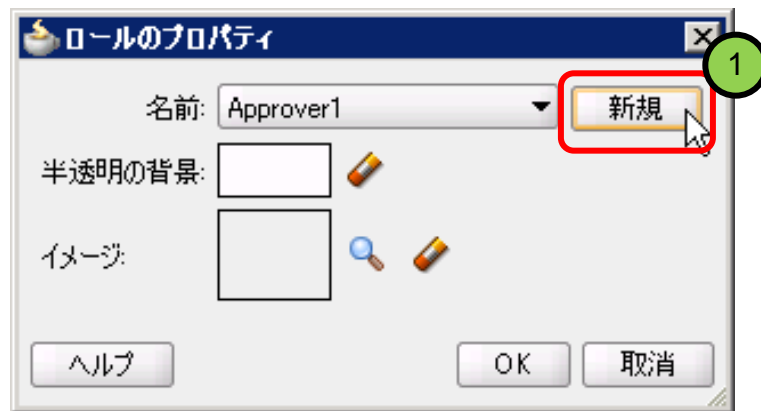 ロールのプロパティ
1
名前: Approver1 新規
半透明の背景:
イメージ:
ヘルプ OK 取消